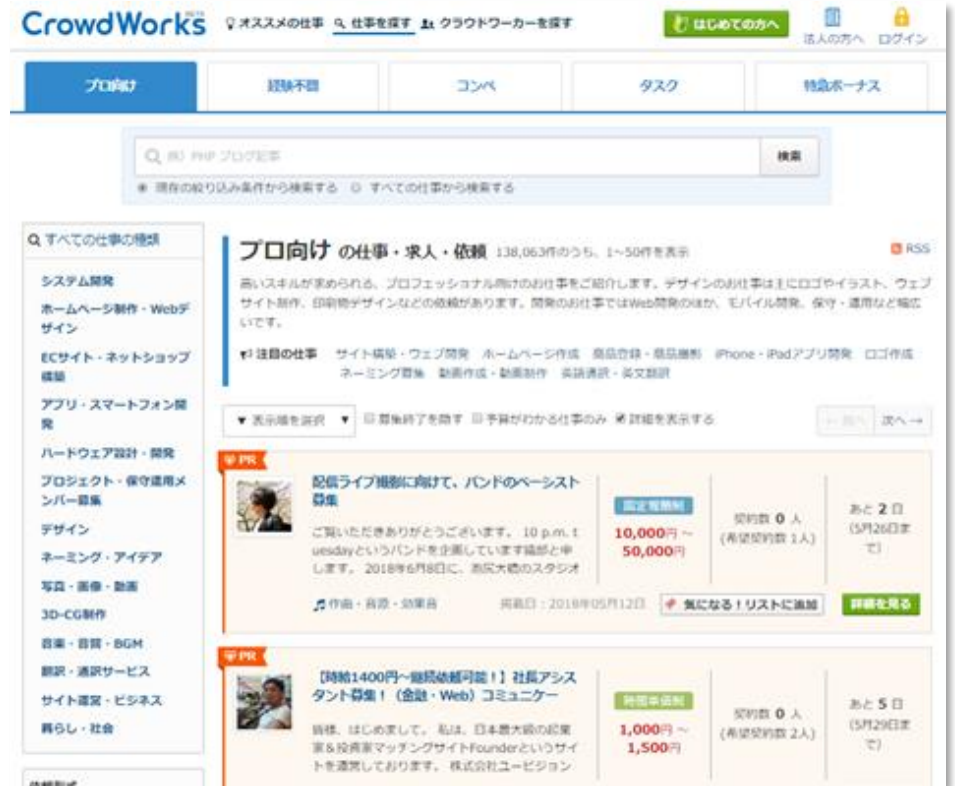 CrowdWorks BETA オススメの仕事 仕事を探す クラウドワーカーを探す はじめての方へ 法人の方へ ログイン
プロ向け 経験不問 コンペ タスク 特急ボーナス
例) PHP ブログ記事 検索
現在の絞り込み条件から検索する すべての仕事から検索する
すべての仕事の種類
システム開発
ホームページ制作・Webデ
ザイン
ECサイト・ネットショップ
構築
アプリ・スマートフォン開
発
ハードウェア設計・開発
プロジェクト・保守運用メ
ンバー募集
デザイン
ネーミング・アイデア
写真・画像・動画
3D-CG制作
音楽・音響・BGM
翻訳・通訳サービス
サイト運営・ビジネス
暮らし・社会
依頼形式
プロ向け の仕事・求人・依頼 138,063件のうち、1~50件を表示 RSS
高いスキルが求められる、プロフェッショナル向けのお仕事をご紹介します。デザインのお仕事は主にロゴやイラスト、ウェブ
サイト制作、印刷物デザインなどの依頼があります。開発のお仕事ではWeb開発のほか、モバイル開発、保守・運用など幅広
いです。
注目の仕事 サイト構築・ウェブ開発 ホームページ作成 商品登録・商品撮影 iPhone・iPadアプリ開発 ロゴ作成
ネーミング募集 動画作成・動画制作 英語通訳・英文翻訳
▼ 表示順を選択 ▼ 募集終了を隠す 予算がわかる仕事のみ 詳細を表示する ← 前へ 次へ →
PR
配信ライブ撮影に向けて、バンドのベーシスト
募集
ご覧いただきありがとうございます。 10 p.m. t
uesdayというバンドを企画しています織部と申
します。 2018年6月8日に、池尻大橋のスタジオ
固定報酬制
10,000円 ~
50,000円
契約数 0 人
(希望契約数 1人)
あと 2 日
(5月26日ま
で)
作曲・音源・効果音 掲載日:2018年05月12日 気になる!リストに追加 詳細を見る
PR
【時給1400円~継続依頼可能!】社長アシス
タント募集!(金融・Web)コミュニケー
皆様、はじめまして。 私は、日本最大級の起業
家&投資家マッチングサイトFounderというサイ
トを運営しております。 株式会社ユービジョン
時間単価制
1,000円 ~
1,500円
契約数 0 人
(希望契約数 2人)
あと 5 日
(5月29日ま
で)